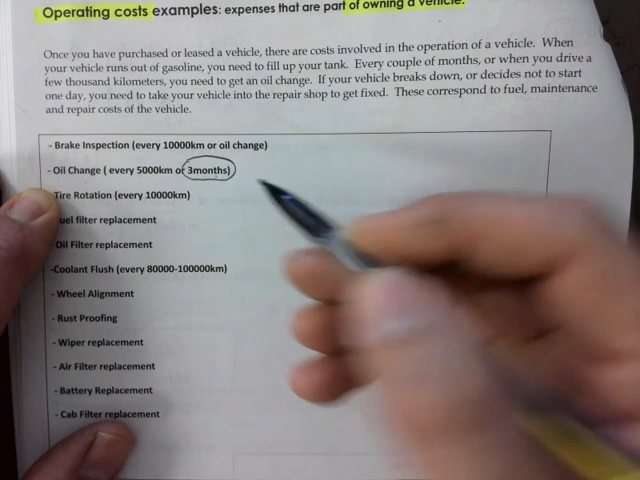 Operating costs examples: expenses that are part of owning a vehicle.
Once you have purchased or leased a vehicle, there are costs involved in the operation of a vehicle. When
your vehicle runs out of gasoline, you need to fill up your tank. Every couple of months, or when you drive a
few thousand kilometers, you need to get an oil change. If your vehicle breaks down, or decides not to start
one day, you need to take your vehicle into the repair shop to get fixed. These correspond to fuel, maintenance
and repair costs of the vehicle.
- Brake Inspection (every 10000km or oil change)
- Oil Change ( every 5000km or 3months)
Tire Rotation (every 10000km)
uel filter replacement
- Oil Filter replacement
-Coolant Flush (every 80000-100000km)
- Wheel Alignment
- Rust Proofing
- Wiper replacement
- Air Filter replacement
- Battery Replacement
- Cab Filter replacement